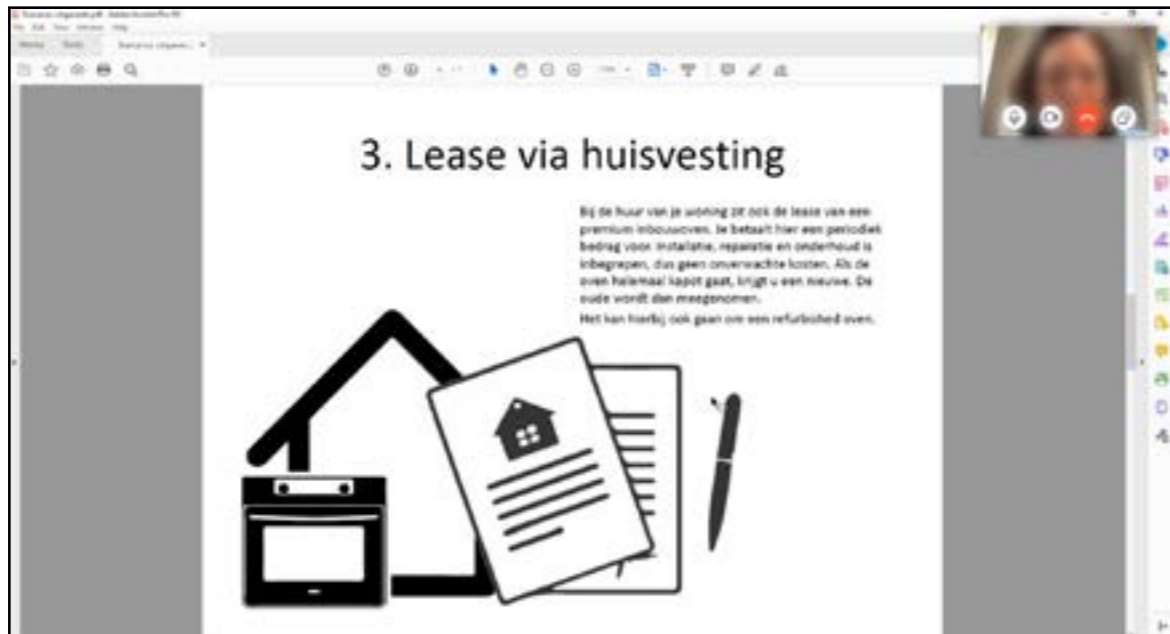 Home Tools
3. Lease via huisvesting
Bij de huur van je woning zit ook de lease van een
premium inbouwoven. Je betaalt hier een periodiek
bedrag voor. Installatie, reparatie en onderhoud is
inbegrepen, dus geen onverwachte kosten. Als de
oven helemaal kapot gaat, krijgt u een nieuwe. De
oude wordt dan meegenomen.
Het kan hierbij ook gaan om een refurbished oven.